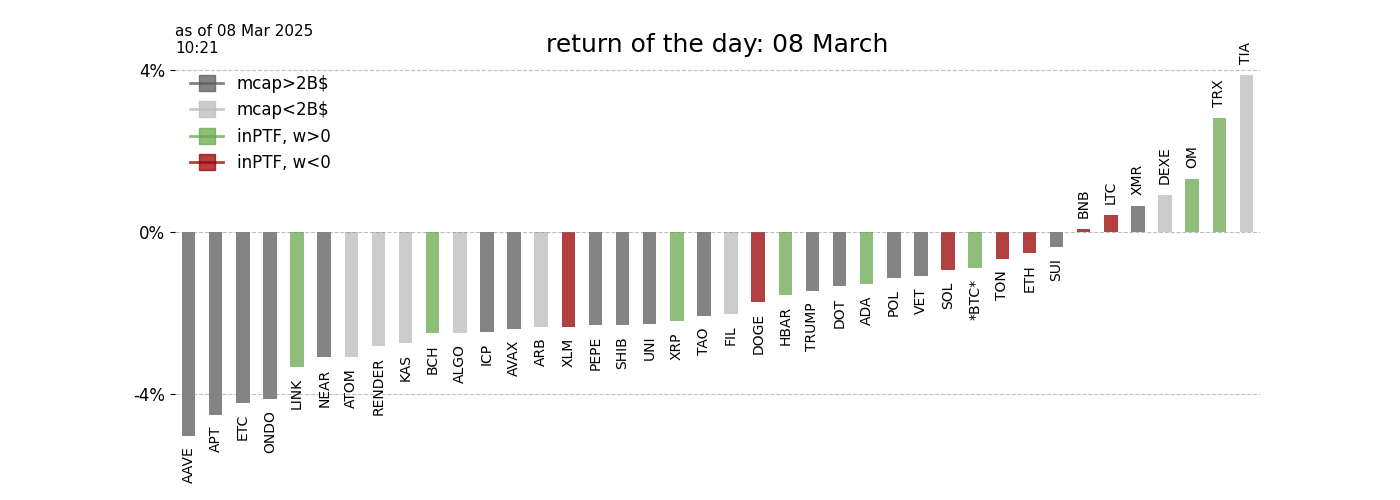 as of 08 Mar 2025
10:21
return of the day: 08 March
4%
0%
-4%
mcap>2B$
mcap<2B$
inPTF, w>0
inPTF, w<0
AAVE
APT
ETC
ONDO
LINK
NEAR
ATOM
RENDER
KAS
BCH
ALGO
ICP
AVAX
ARB
XLM
PEPE
SHIB
UNI
XRP
TAO
FIL
DOGE
HBAR
TRUMP
DOT
ADA
POL
VET
SOL
*BTC*
TON
ETH
SUI
BNB
LTC
XMR
DEXE
OM
TRX
TIA